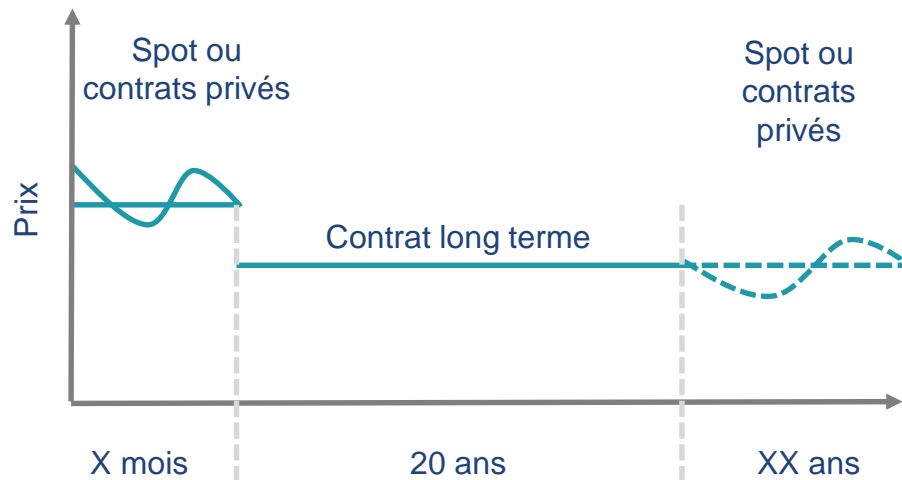 Spot ou
contrats privés
Spot ou
contrats
privés
Prix
Contrat long terme
X mois
20 ans
XX ans